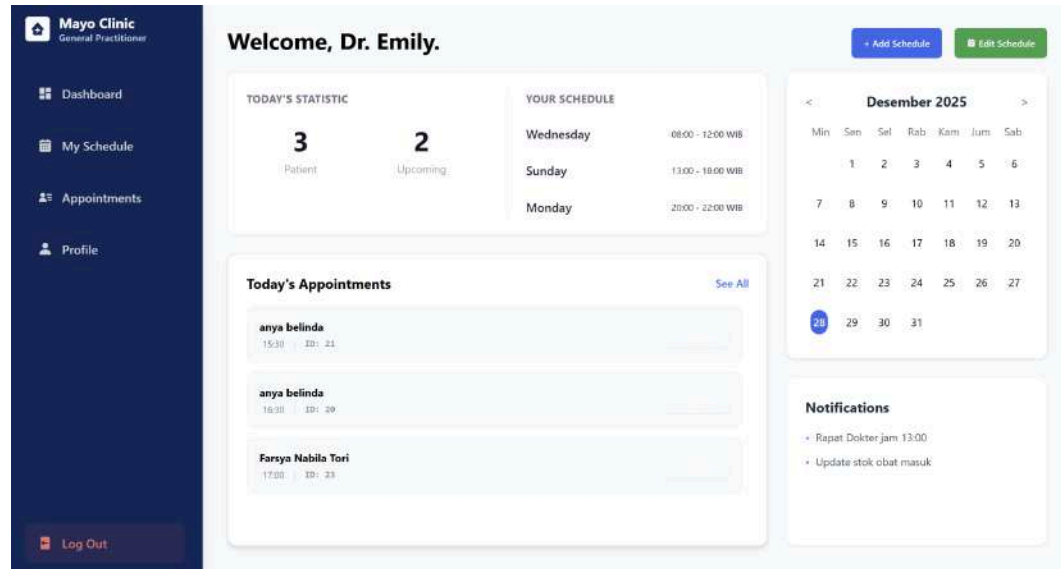 Mayo Clinic
General Practitioner
Dashboard
My Schedule
Appointments
Profile
Log Out
Welcome, Dr. Emily.
+ Add Schedule
Edit Schedule
TODAY'S STATISTIC
3
Patient
2
Upcoming
YOUR SCHEDULE
Wednesday 08:00 - 12:00 WIB
Sunday 13:00 - 18:00 WIB
Monday 20:00 - 22:00 WIB
Today's Appointments
See All
anya belinda
15:30 | ID: 21
anya belinda
16:30 | ID: 20
Farsya Nabila Tori
17:00 | ID: 23
< Desember 2025 >
Min Sen Sel Rab Kam Jum Sab
1 2 3 4 5 6
7 8 9 10 11 12 13
14 15 16 17 18 19 20
21 22 23 24 25 26 27
28 29 30 31
Notifications
• Rapat Dokter jam 13:00
• Update stok obat masuk